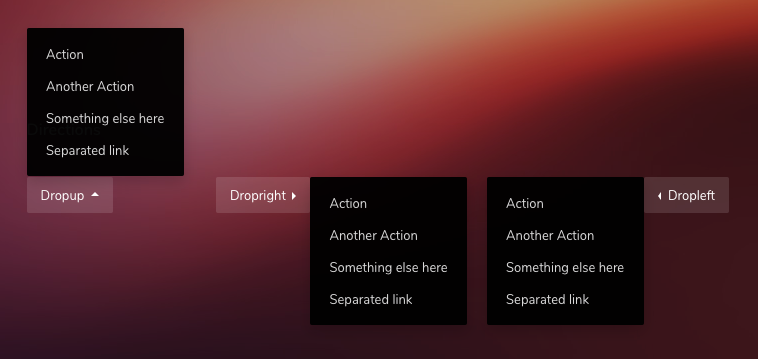 Action
Another Action
Something else here
Directions
Separated link
Dropup
Dropright
Action
Another Action
Something else here
Separated link
Action
Another Action
Something else here
Separated link
Dropleft